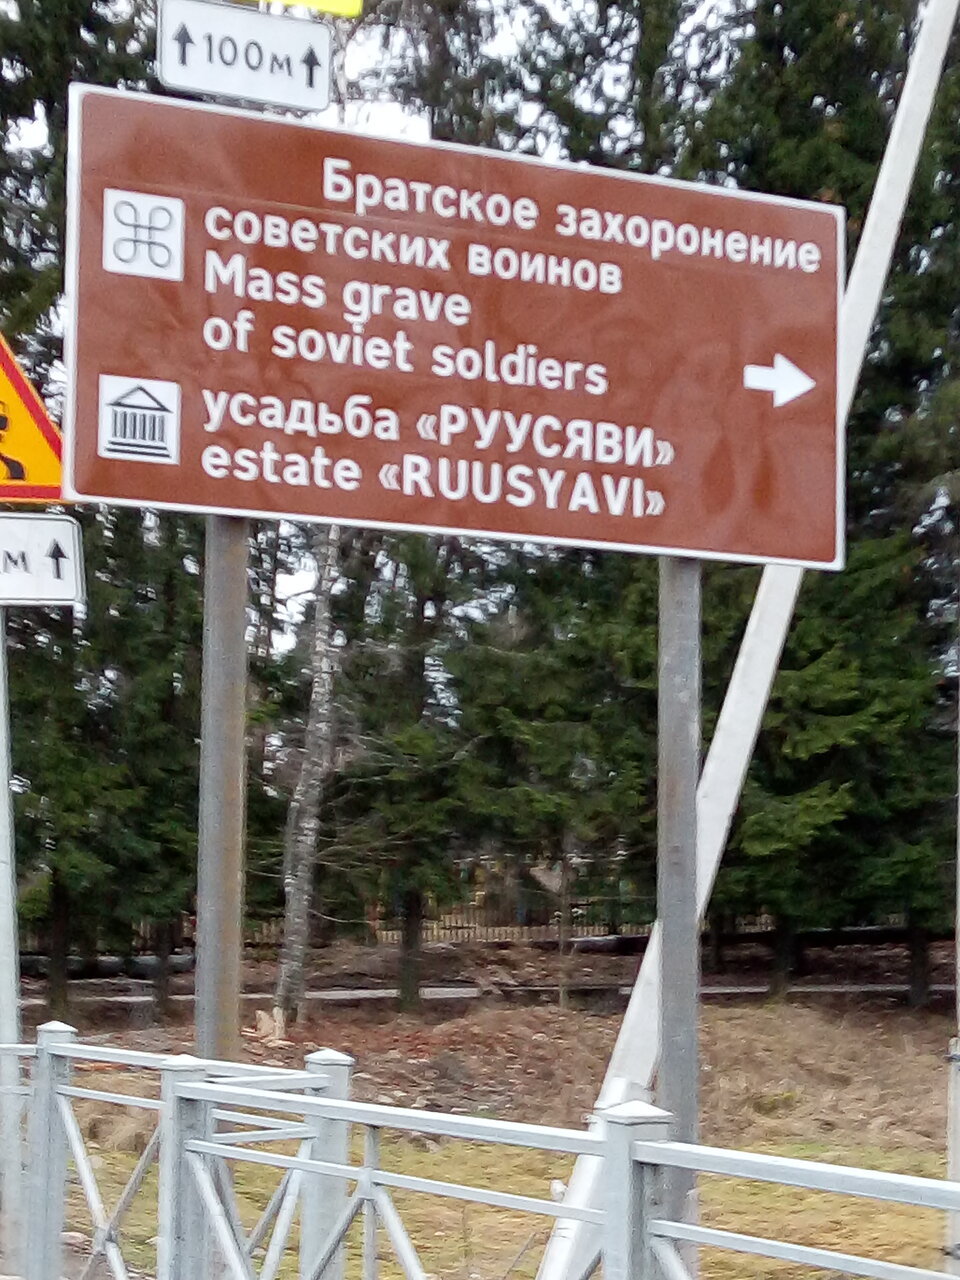 100м
Братское захоронение
советских воинов
Mass grave
of soviet soldiers
усадьба «РУУСЯВИ»
estate «RUUSYAVI»
м